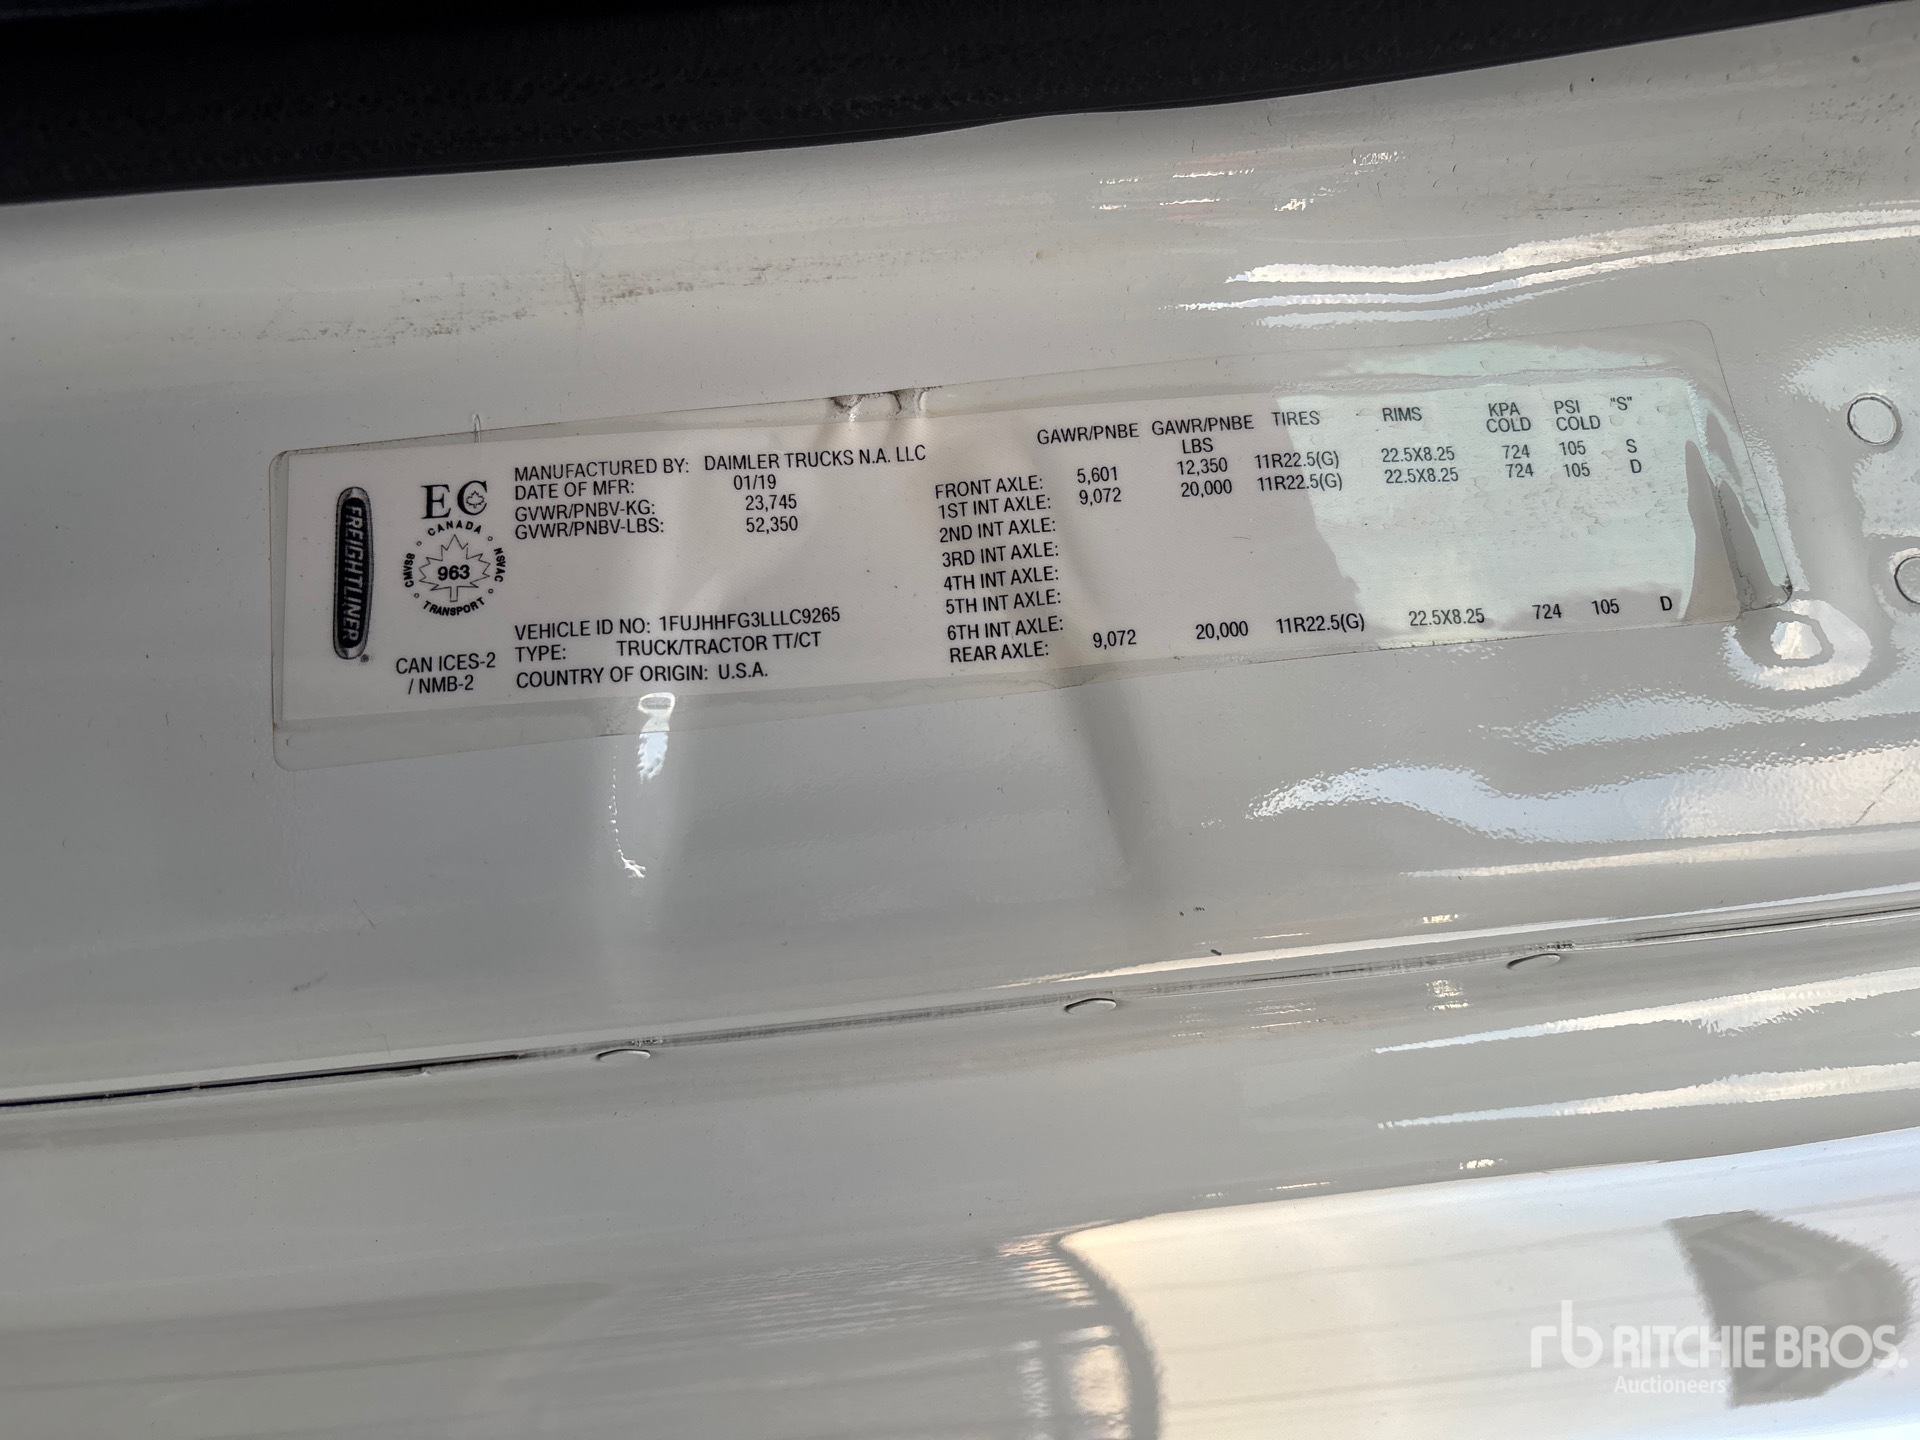 FREIGHTLINER®
EC
CANADA
CMVSS
NSVAC
963
TRANSPORT
CAN ICES-2
/ NMB-2
MANUFACTURED BY: DAIMLER TRUCKS N.A. LLC
DATE OF MFR: 01/19
GVWR/PNBV-KG: 23,745
GVWR/PNBV-LBS: 52,350
VEHICLE ID NO: 1FUJHHFG3LLLC9265
TYPE: TRUCK/TRACTOR TT/CT
COUNTRY OF ORIGIN: U.S.A.
GAWR/PNBE GAWR/PNBE LBS TIRES RIMS KPA COLD PSI COLD "S"
FRONT AXLE: 5,601 12,350 11R22.5(G) 22.5X8.25 724 105 S
1ST INT AXLE: 9,072 20,000 11R22.5(G) 22.5X8.25 724 105 D
2ND INT AXLE:
3RD INT AXLE:
4TH INT AXLE:
5TH INT AXLE:
6TH INT AXLE:
REAR AXLE: 9,072 20,000 11R22.5(G) 22.5X8.25 724 105 D
rb RITCHIE BROS.
Auctioneers